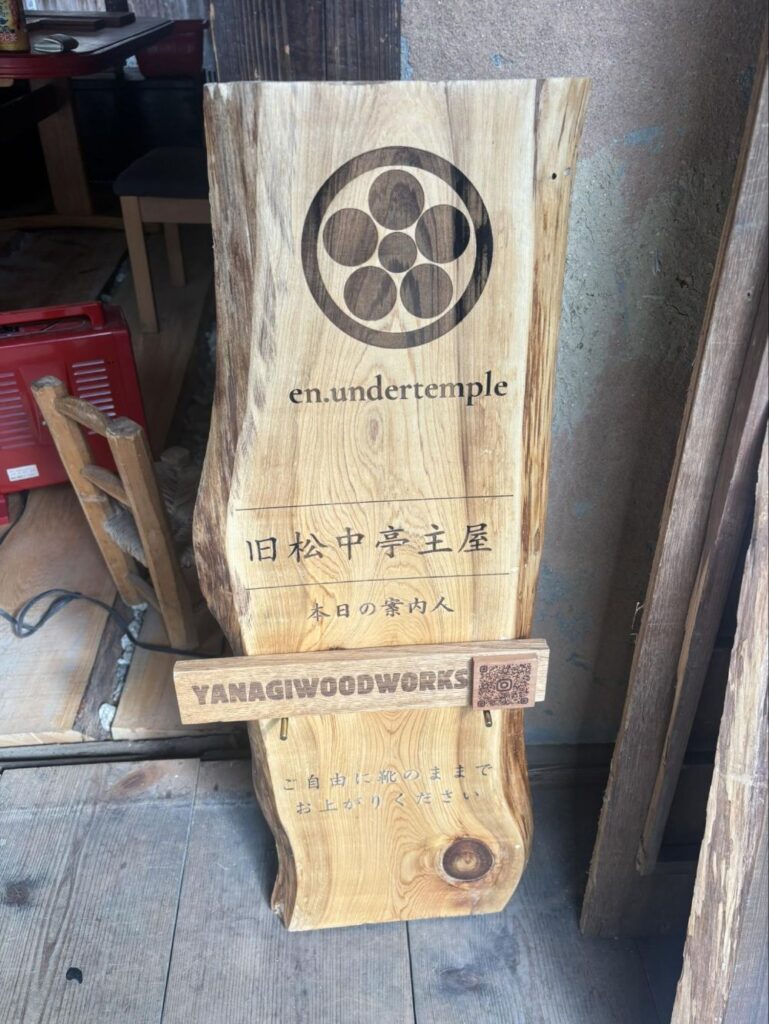 en.undertemple
旧松中亭主屋
本日の案内人
YANAGIWOODWORKS
ご自由に靴のままで
お上がりください